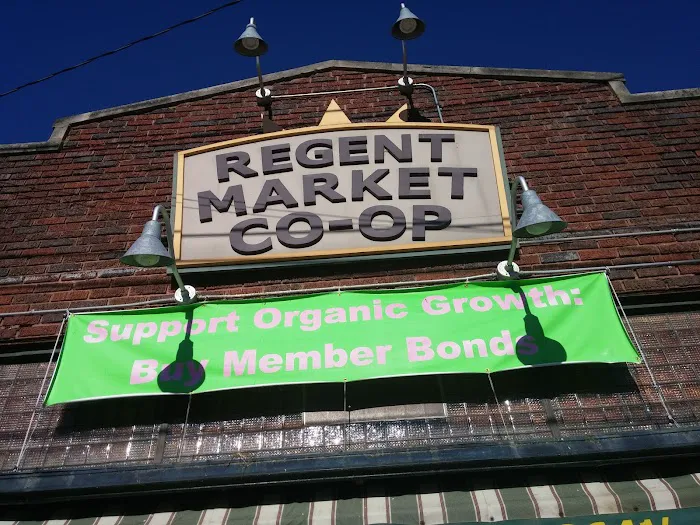 REGENT
MARKET
CO-OP
Support Organic Growth:
Buy Member Bonds